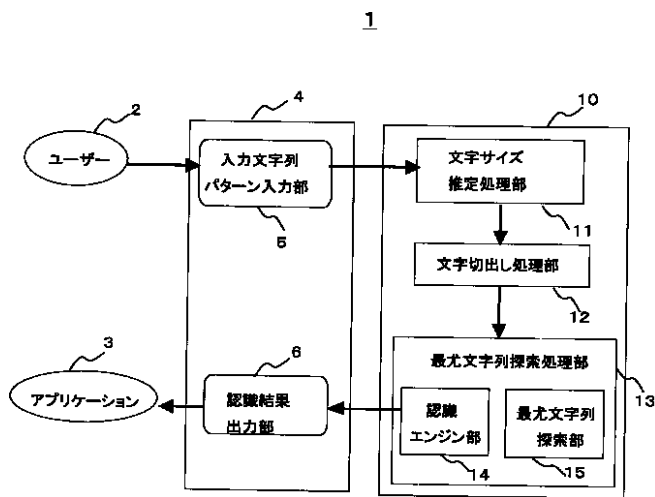 1
2
4
10
ユーザー
入力文字列
パターン入力部
5
文字サイズ
推定処理部
11
文字切出し処理部
12
3
6
最尤文字列探索処理部
13
アプリケーション
認識結果
出力部
認識
エンジン部
14
最尤文字列
探索部
15